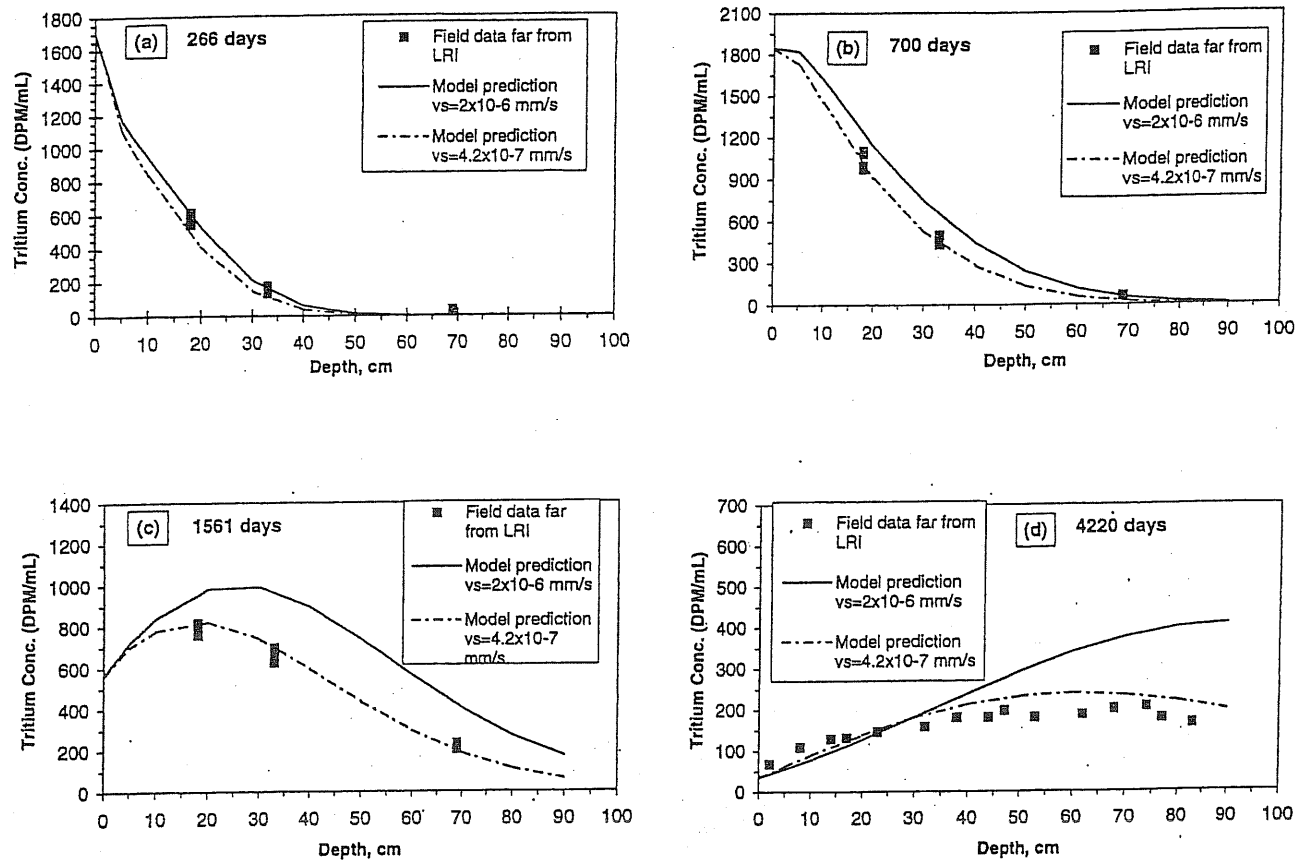 (a) 266 days
Field data far from
LRI
Model prediction
vs=2x10-6 mm/s
Model prediction
vs=4.2x10-7 mm/s
Tritium Conc. (DPM/mL)
1800
1600
1400
1200
1000
800
600
400
200
0
0 10 20 30 40 50 60 70 80 90 100
Depth, cm
(b) 700 days
Field data far from
LRI
Model prediction
vs=2x10-6 mm/s
Model prediction
vs=4.2x10-7 mm/s
Tritium Conc. (DPM/mL)
2100
1800
1500
1200
900
600
300
0
0 10 20 30 40 50 60 70 80 90 100
Depth, cm
(c) 1561 days
Field data far
from LRI
Model prediction
vs=2x10-6 mm/s
Model prediction
vs=4.2x10-7
mm/s
Tritium Conc. (DPM/mL)
1400
1200
1000
800
600
400
200
0
0 10 20 30 40 50 60 70 80 90 100
Depth, cm
(d) 4220 days
Field data far from
LRI
Model prediction
vs=2x10-6 mm/s
Model prediction
vs=4.2x10-7 mm/s
Tritium Conc. (DPM/mL)
700
600
500
400
300
200
100
0
0 10 20 30 40 50 60 70 80 90 100
Depth, cm